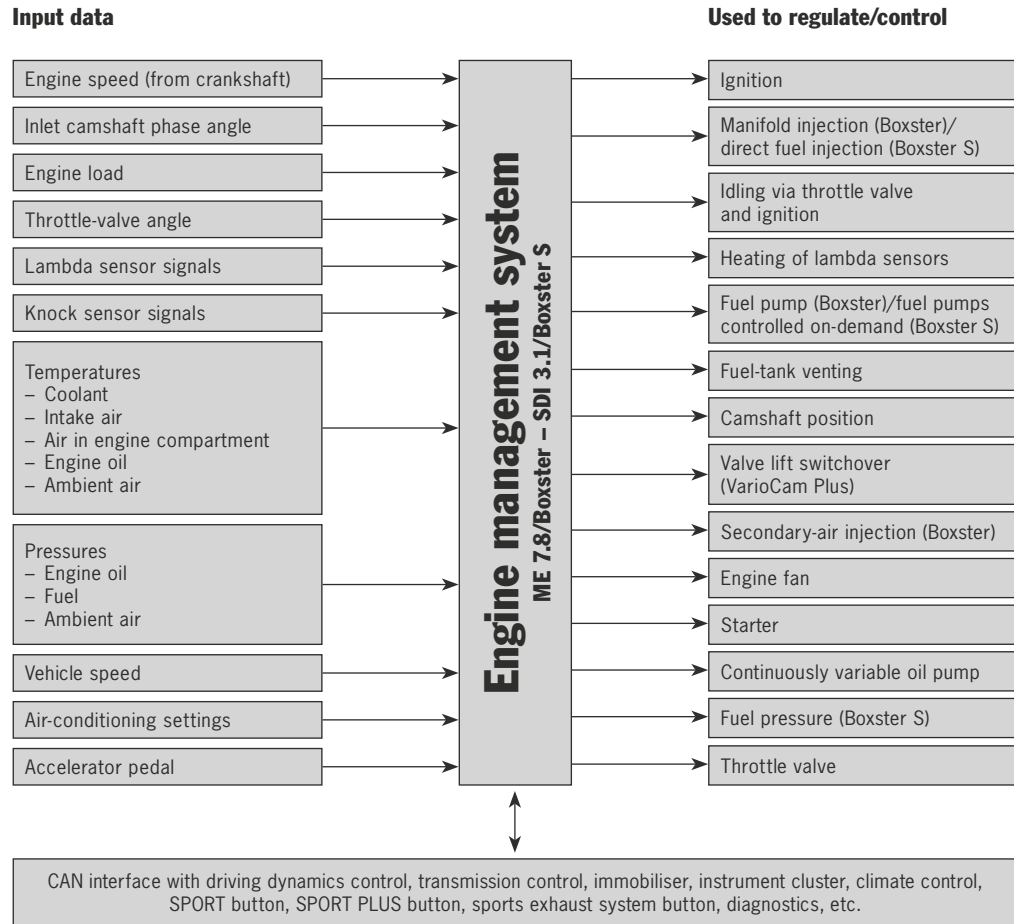 Input data
Used to regulate/control
Engine speed (from crankshaft)
Inlet camshaft phase angle
Engine load
Throttle-valve angle
Lambda sensor signals
Knock sensor signals
Temperatures
– Coolant
– Intake air
– Air in engine compartment
– Engine oil
– Ambient air
Pressures
– Engine oil
– Fuel
– Ambient air
Vehicle speed
Air-conditioning settings
Accelerator pedal
Engine management system
ME 7.8/Boxster – SDI 3.1/Boxster S
Ignition
Manifold injection (Boxster)/
direct fuel injection (Boxster S)
Idling via throttle valve
and ignition
Heating of lambda sensors
Fuel pump (Boxster)/fuel pumps
controlled on-demand (Boxster S)
Fuel-tank venting
Camshaft position
Valve lift switchover
(VarioCam Plus)
Secondary-air injection (Boxster)
Engine fan
Starter
Continuously variable oil pump
Fuel pressure (Boxster S)
Throttle valve
CAN interface with driving dynamics control, transmission control, immobiliser, instrument cluster, climate control,
SPORT button, SPORT PLUS button, sports exhaust system button, diagnostics, etc.